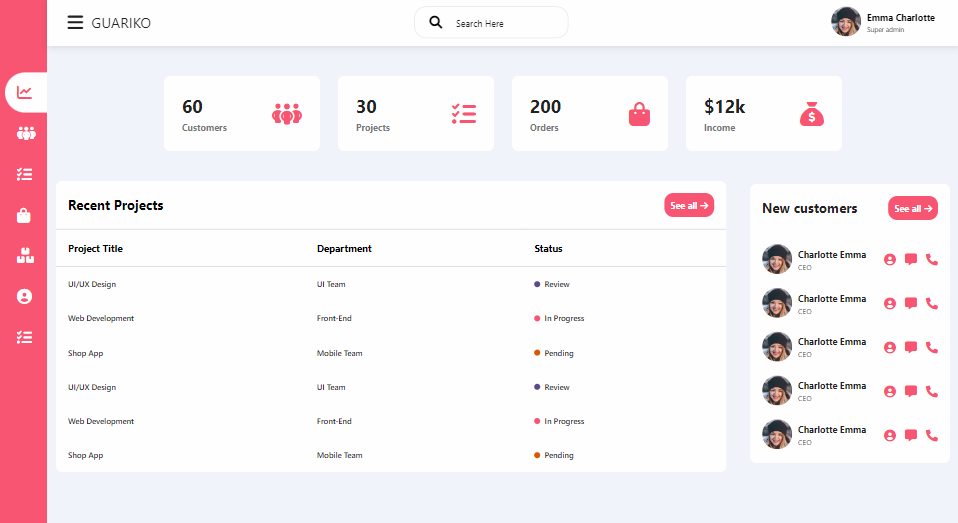 GUARIKO
Search Here
Emma Charlotte
Super admin
60
Customers
30
Projects
200
Orders
$12k
Income
Recent Projects
See all
Project Title Department Status
UI/UX Design UI Team Review
Web Development Front-End In Progress
Shop App Mobile Team Pending
UI/UX Design UI Team Review
Web Development Front-End In Progress
Shop App Mobile Team Pending
New customers
See all
Charlotte Emma
CEO
Charlotte Emma
CEO
Charlotte Emma
CEO
Charlotte Emma
CEO
Charlotte Emma
CEO